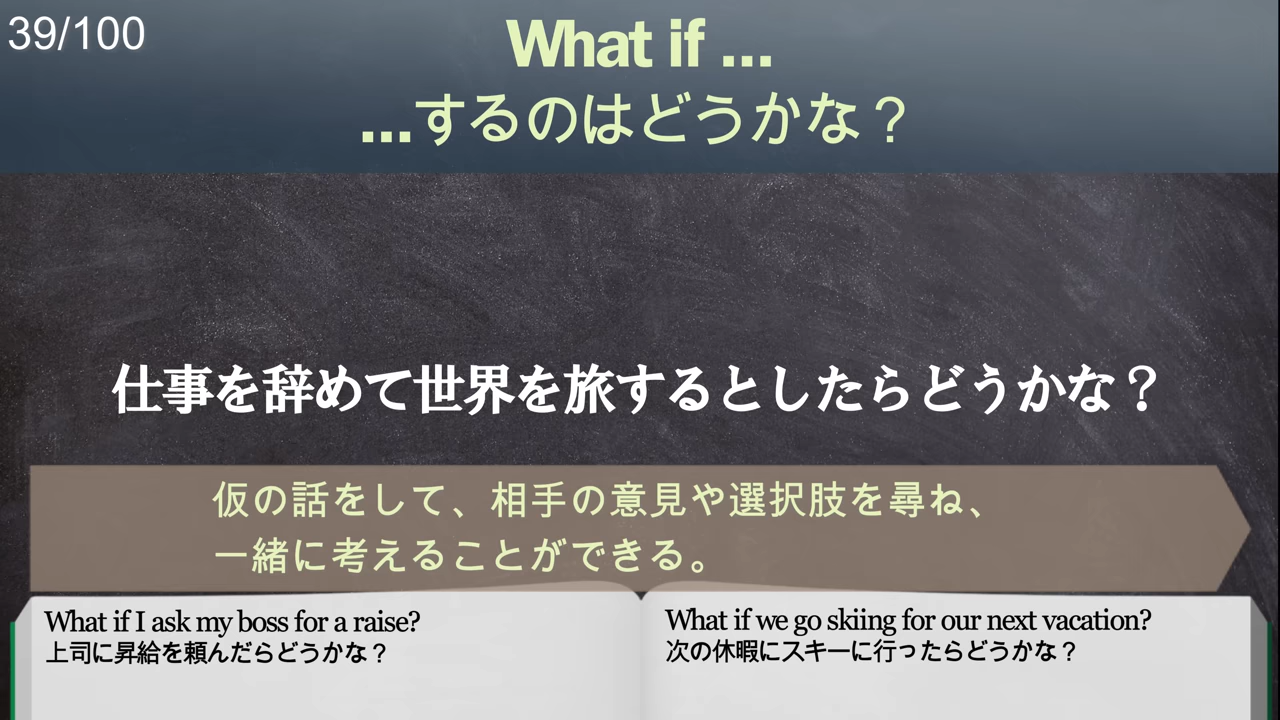 39/100
What if ...
...するのはどうかな？
仕事を辞めて世界を旅するとしたらどうかな？
仮の話をして、相手の意見や選択肢を尋ね、
一緒に考えることができる。
What if I ask my boss for a raise?
上司に昇給を頼んだらどうかな？
What if we go skiing for our next vacation?
次の休暇にスキーに行ったらどうかな？